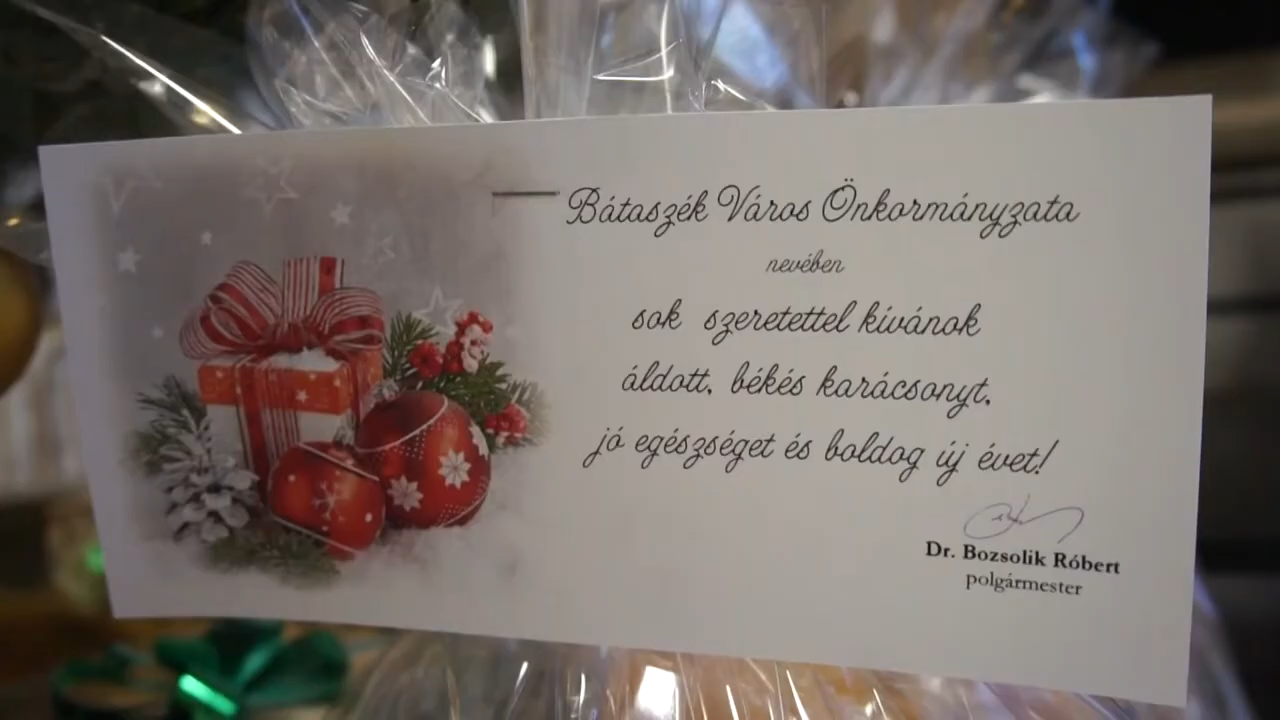 Bátaszék Város Önkormányzata
nevében
sok szeretettel kívánok
áldott, békés karácsonyt,
jó egészséget és boldog új évet!
Dr. Bozsolik Róbert
polgármester